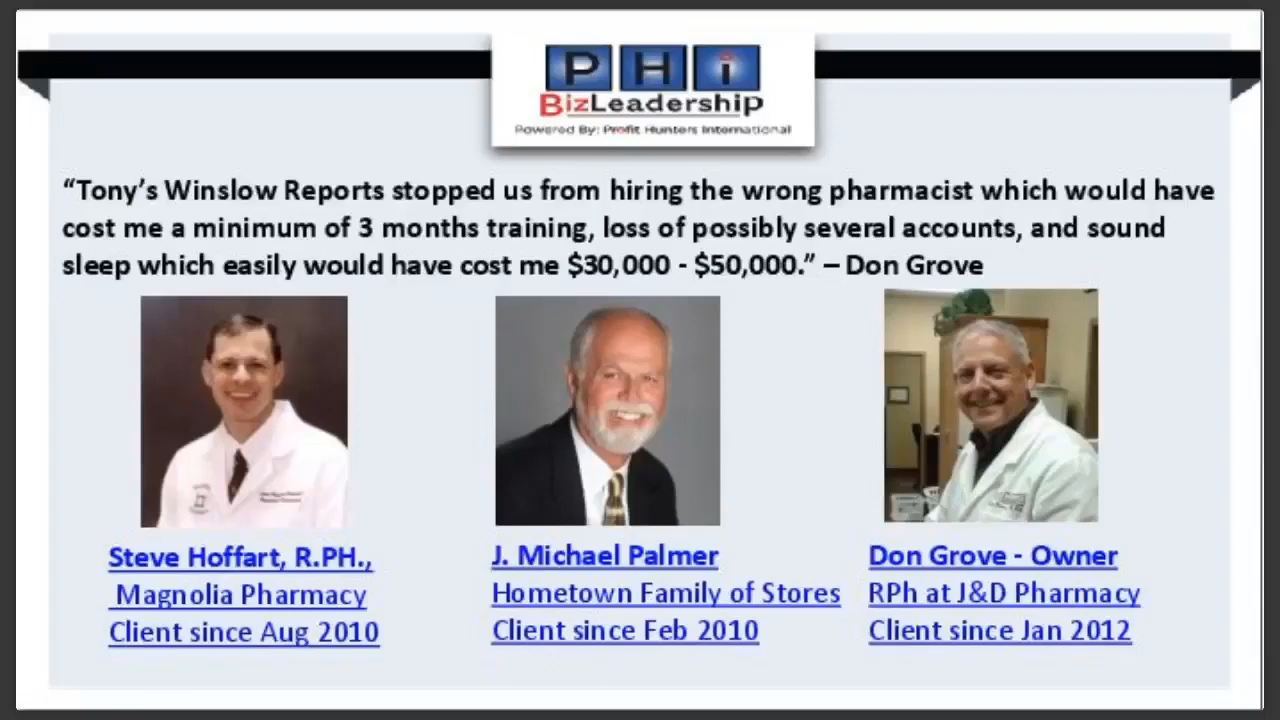 PHi
BizLeadership
Powered By: Profit Hunters International
“Tony’s Winslow Reports stopped us from hiring the wrong pharmacist which would have
cost me a minimum of 3 months training, loss of possibly several accounts, and sound
sleep which easily would have cost me $30,000 - $50,000.” – Don Grove
Steve Hoffart, R.PH.,
Magnolia Pharmacy
Client since Aug 2010
J. Michael Palmer
Hometown Family of Stores
Client since Feb 2010
Don Grove - Owner
RPh at J&D Pharmacy
Client since Jan 2012